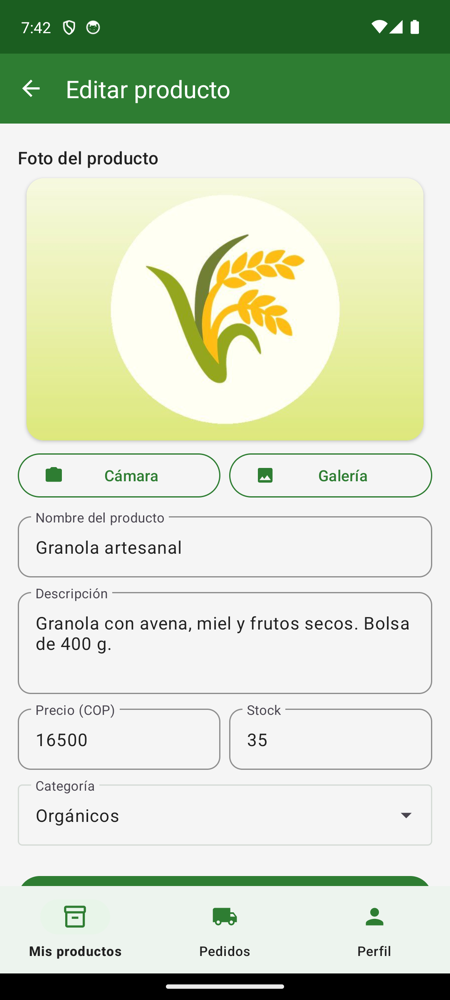 7:42
Editar producto
Foto del producto
Cámara
Galería
Nombre del producto
Granola artesanal
Descripción
Granola con avena, miel y frutos secos. Bolsa
de 400 g.
Precio (COP)
16500
Stock
35
Categoría
Orgánicos
Mis productos
Pedidos
Perfil